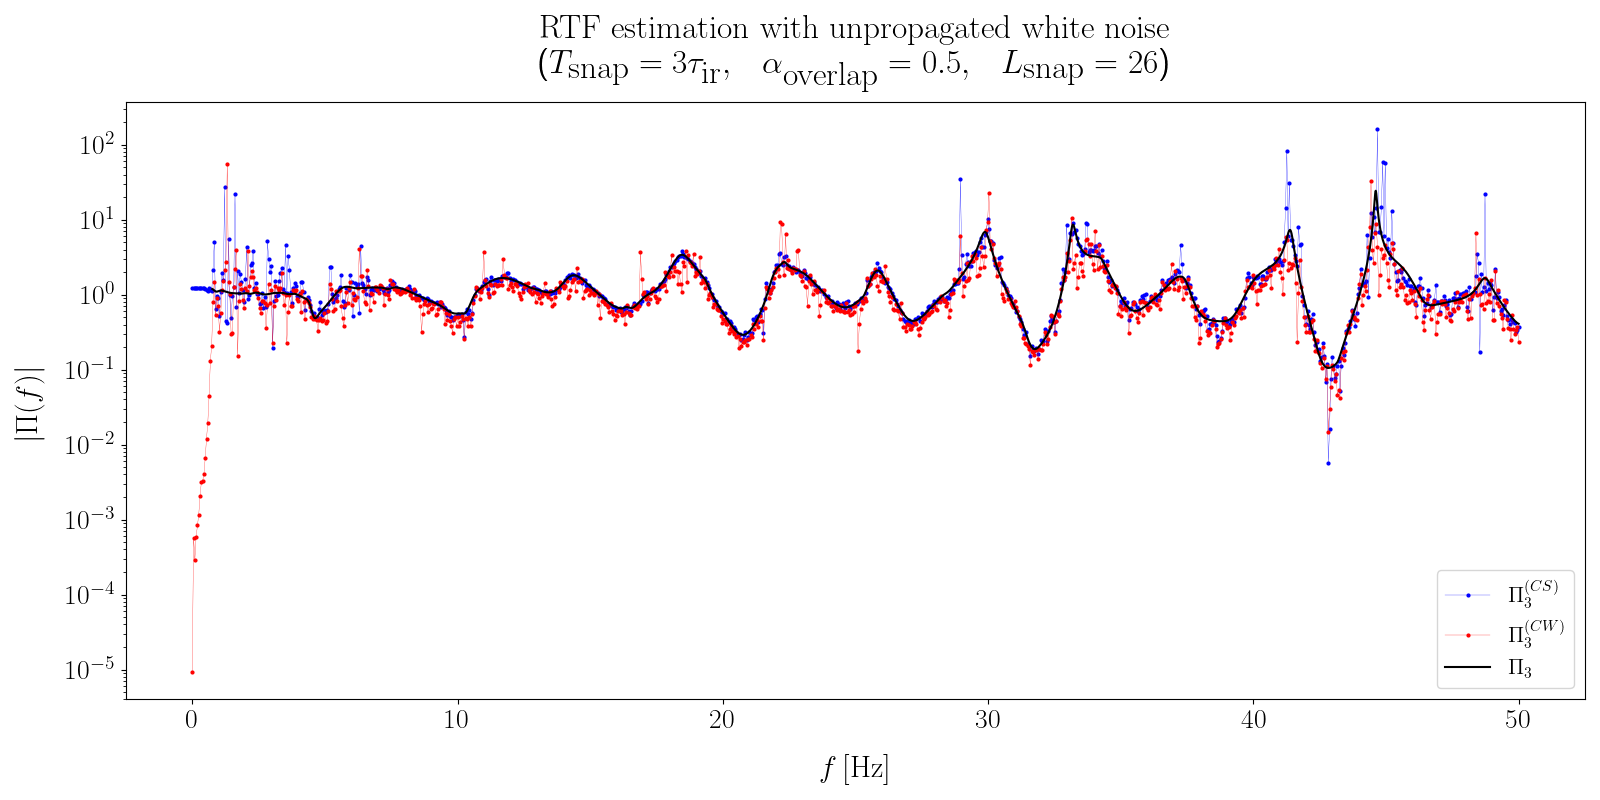 RTF estimation with unpropagated white noise
(T_snap = 3τ_ir, α_overlap = 0.5, L_snap = 26)
|Π(f)|
10^2
10^1
10^0
10^−1
10^−2
10^−3
10^−4
10^−5
0 10 20 30 40 50
f [Hz]
Π_3^(CS)
Π_3^(CW)
Π_3